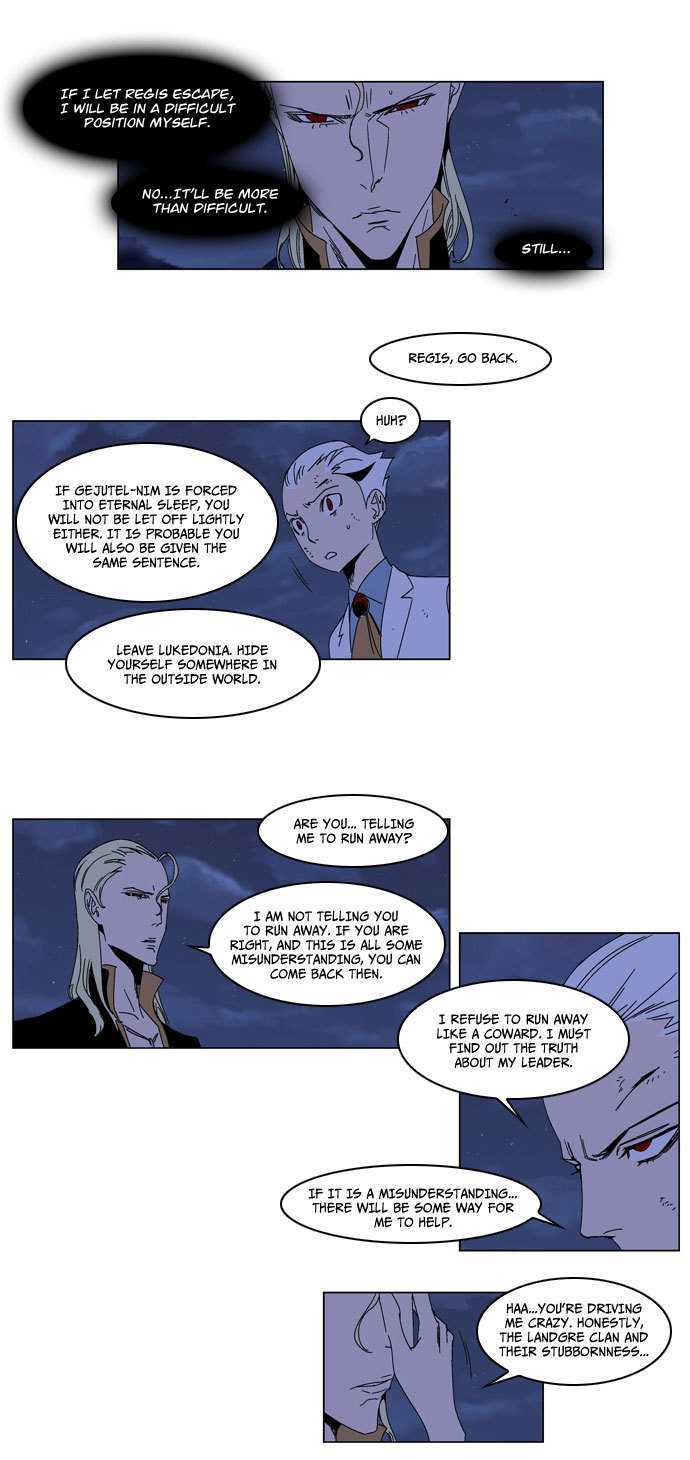 IF I LET REGIS ESCAPE,
I WILL BE IN A DIFFICULT
POSITION MYSELF.
NO...IT'LL BE MORE
THAN DIFFICULT.
STILL...
REGIS, GO BACK.
HUH?
IF GEJUTEL-NIM IS FORCED
INTO ETERNAL SLEEP, YOU
WILL NOT BE LET OFF LIGHTLY
EITHER. IT IS PROBABLE YOU
WILL ALSO BE GIVEN THE
SAME SENTENCE.
LEAVE LUKEDONIA. HIDE
YOURSELF SOMEWHERE IN
THE OUTSIDE WORLD.
ARE YOU... TELLING
ME TO RUN AWAY?
I AM NOT TELLING YOU
TO RUN AWAY. IF YOU ARE
RIGHT, AND THIS IS ALL SOME
MISUNDERSTANDING, YOU CAN
COME BACK THEN.
I REFUSE TO RUN AWAY
LIKE A COWARD. I MUST
FIND OUT THE TRUTH
ABOUT MY LEADER.
IF IT IS A MISUNDERSTANDING...
THERE WILL BE SOME WAY FOR
ME TO HELP.
HAA...YOU'RE DRIVING
ME CRAZY. HONESTLY,
THE LANDGRE CLAN AND
THEIR STUBBORNNESS...